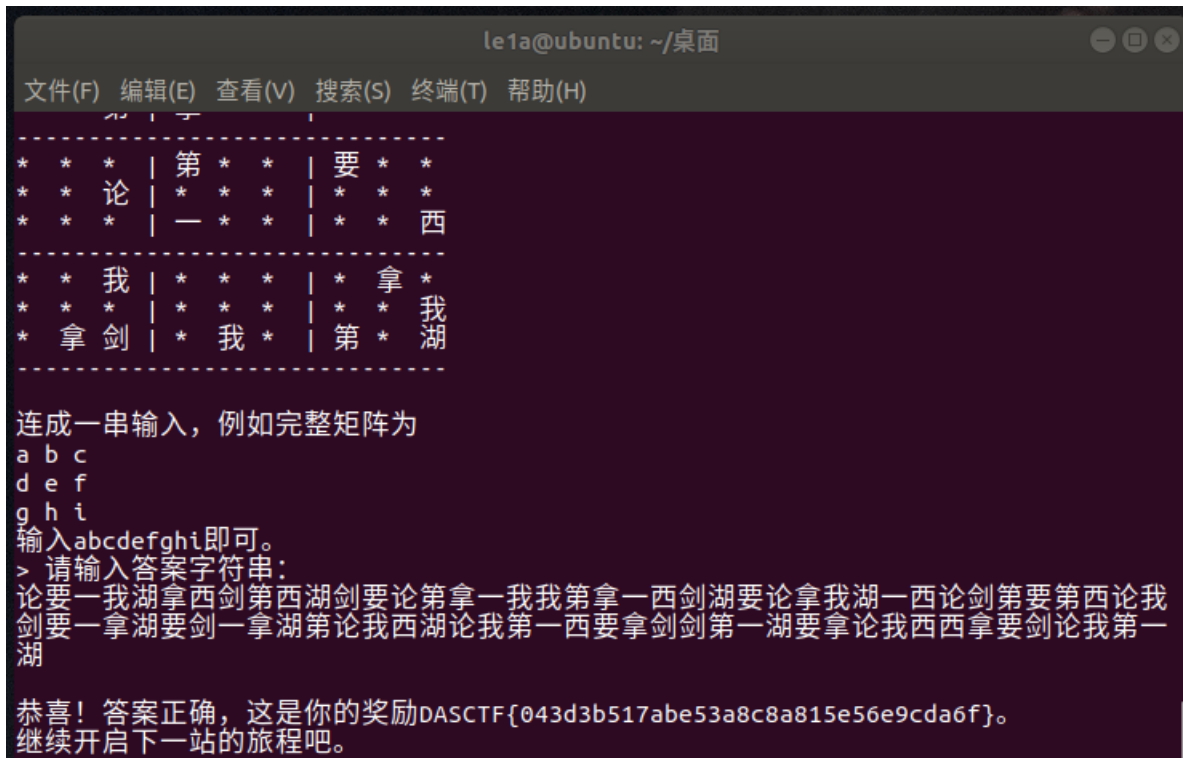 le1a@ubuntu: ~/桌面
文件(F) 编辑(E) 查看(V) 搜索(S) 终端(T) 帮助(H)
-------------------------------
* * * | 第 * * | 要 * *
* * 论 | * * * | * * *
* * * | 一 * * | * * 西
-------------------------------
* * 我 | * * * | * 拿 *
* * * | * * * | * * 我
* 拿 剑 | * 我 * | 第 * 湖
-------------------------------
连成一串输入，例如完整矩阵为
a b c
d e f
g h i
输入abcdefghi即可。
> 请输入答案字符串：
论要一我湖拿西剑第西湖剑要论第拿一我我第拿一西剑湖要论拿我湖一西论剑第要第西论我
剑要一拿湖要剑一拿湖第论我西湖论我第一西要拿剑剑第一湖要拿论我西西拿要剑论我第一
湖
恭喜！答案正确，这是你的奖励DASCTF{043d3b517abe53a8c8a815e56e9cda6f}。
继续开启下一站的旅程吧。